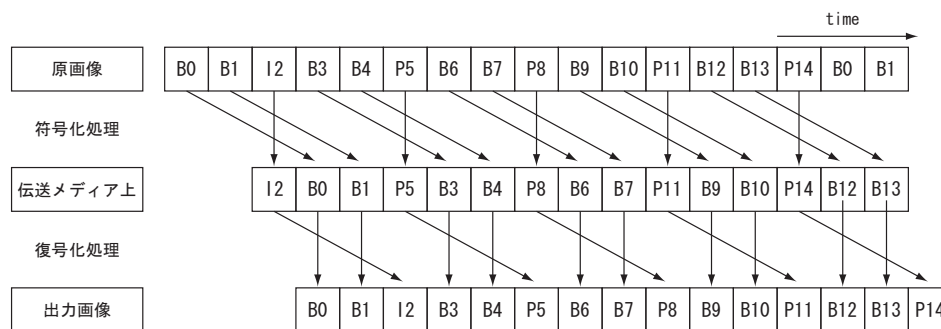 time
原画像 B0 B1 I2 B3 B4 P5 B6 B7 P8 B9 B10 P11 B12 B13 P14 B0 B1
符号化処理
伝送メディア上 I2 B0 B1 P5 B3 B4 P8 B6 B7 P11 B9 B10 P14 B12 B13
復号化処理
出力画像 B0 B1 I2 B3 B4 P5 B6 B7 P8 B9 B10 P11 B12 B13 P14